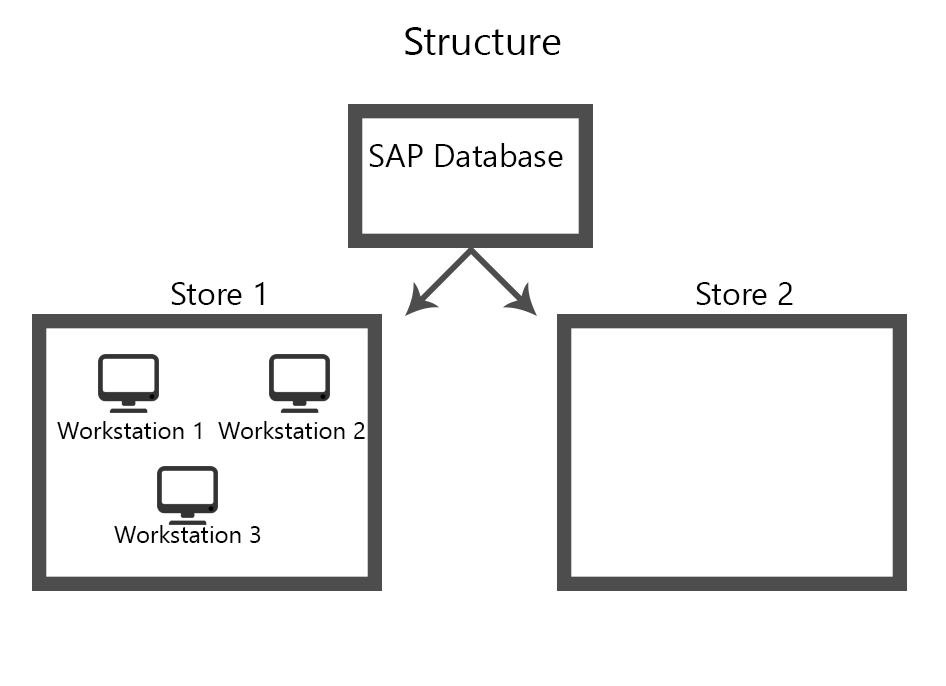 Structure
SAP Database
Store 1
Store 2
Workstation 1
Workstation 2
Workstation 3